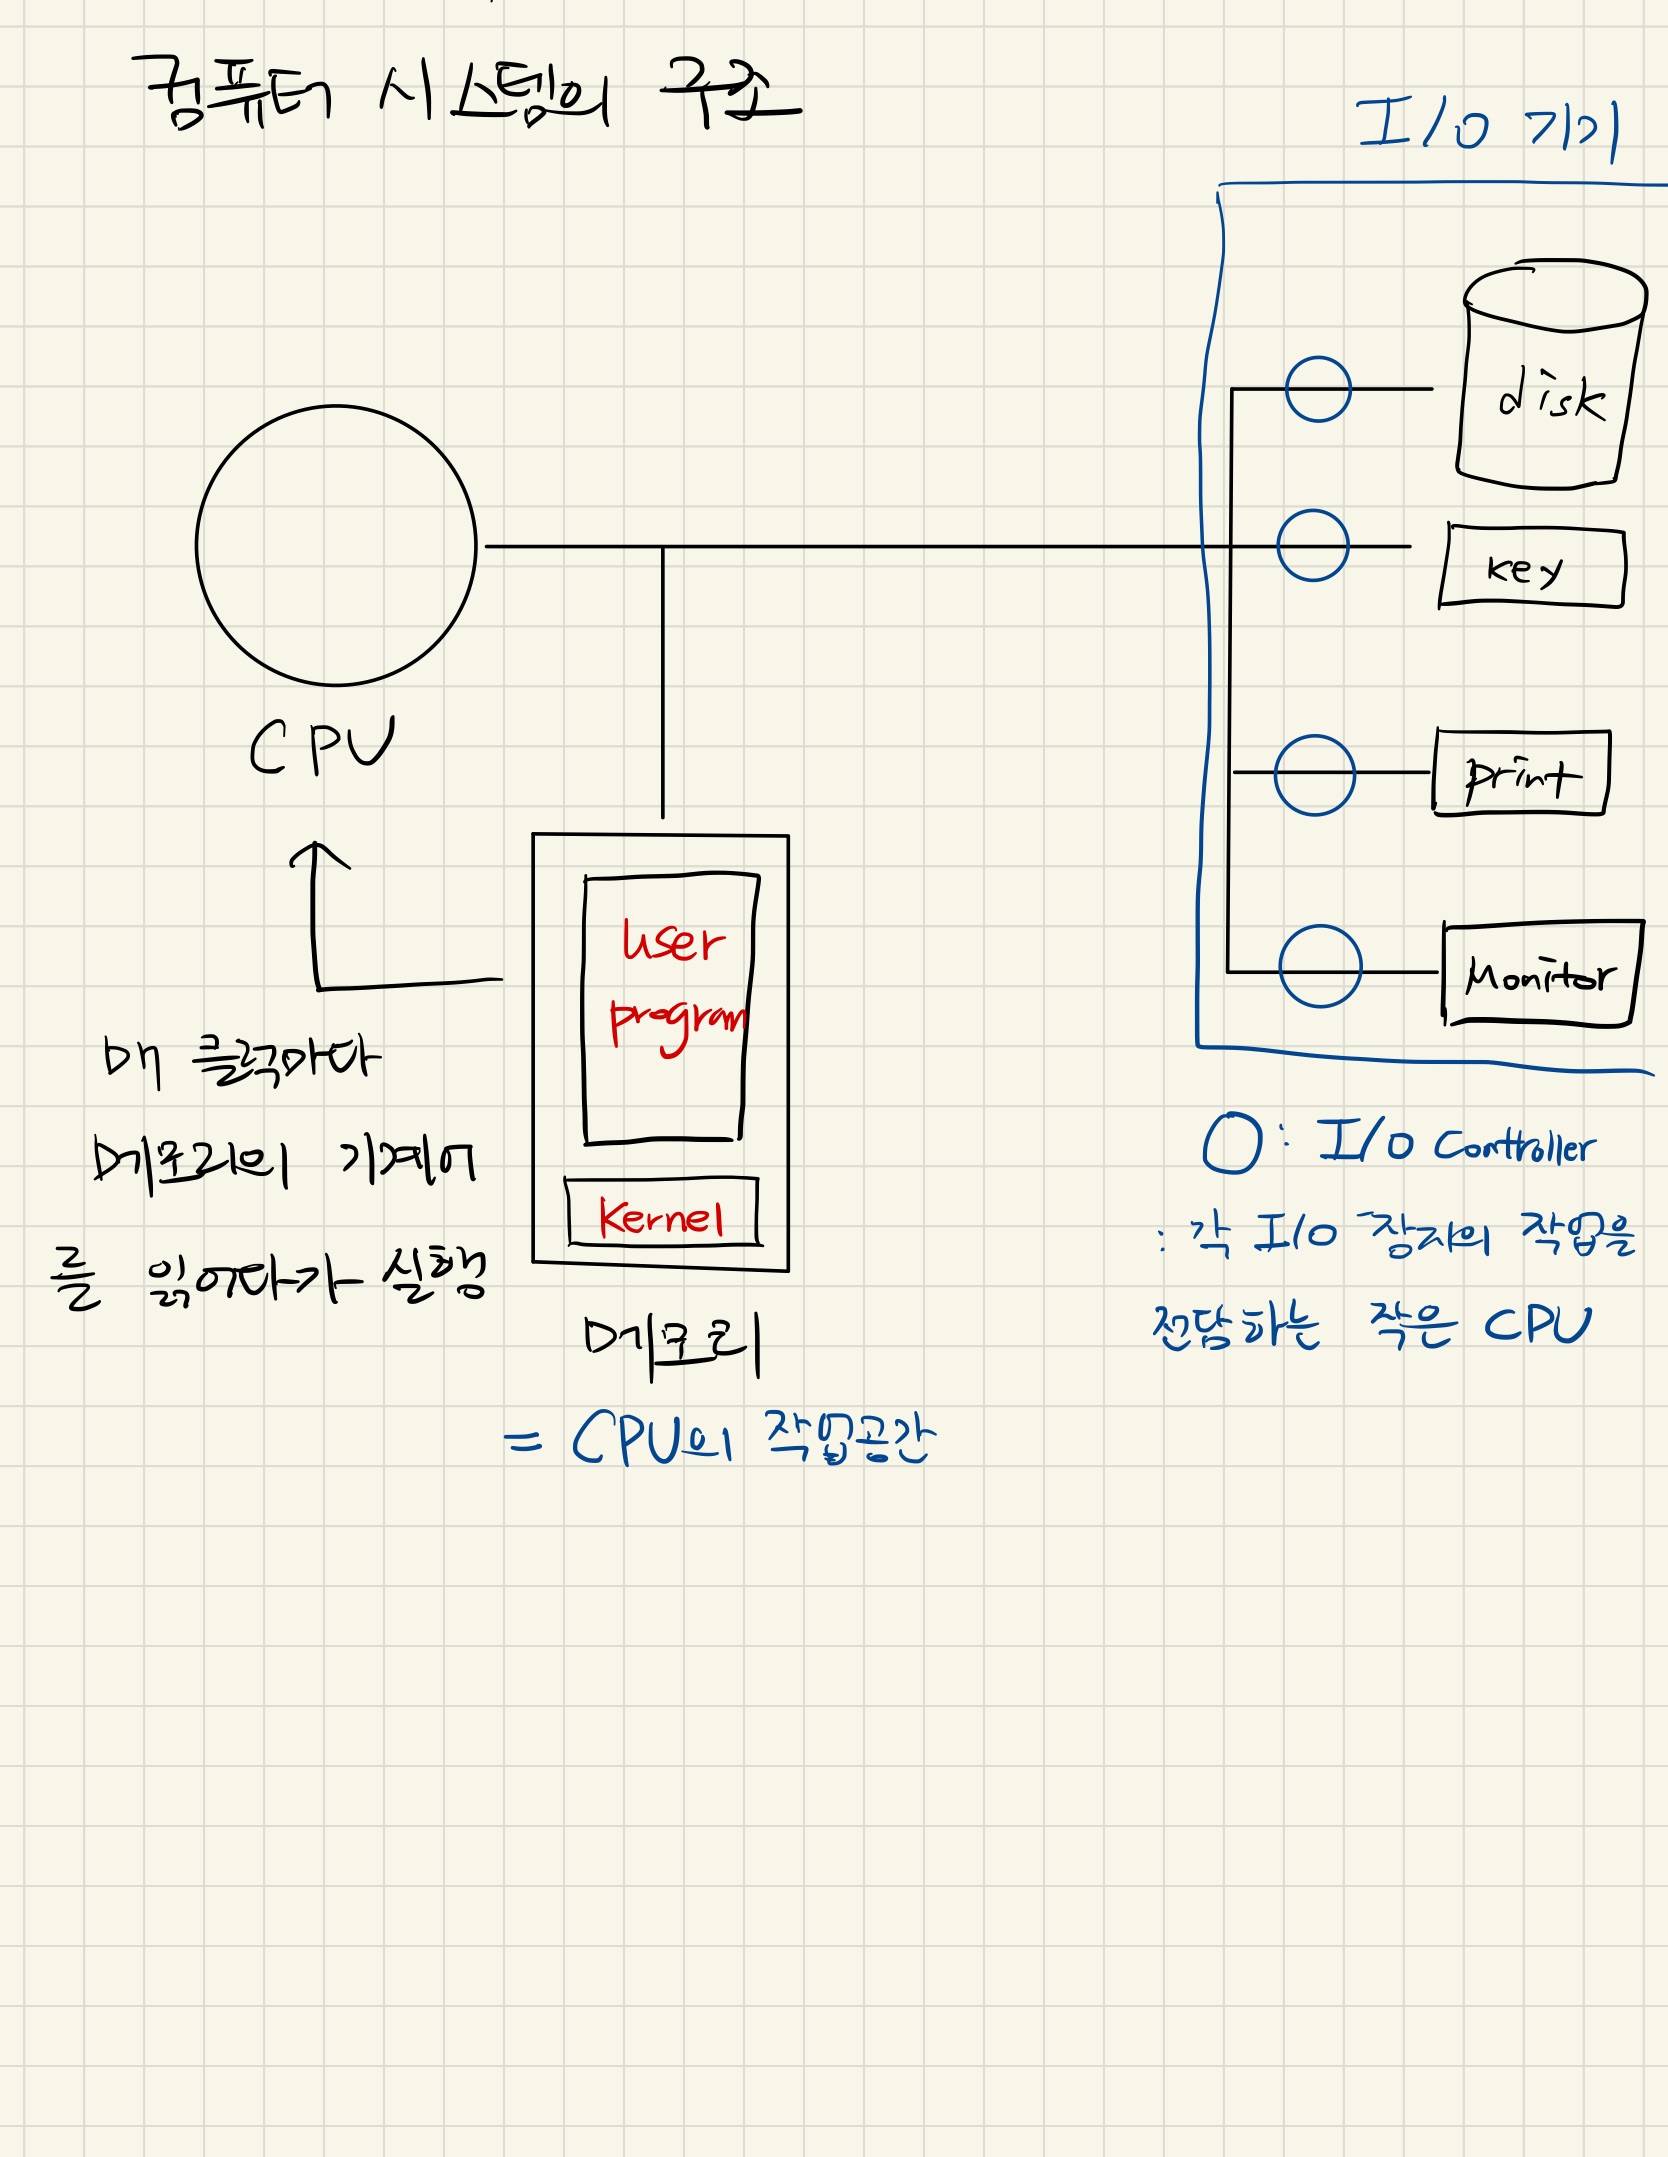 컴퓨터 시스템의 구조
I/O 기기
disk
key
print
Monitor
CPU
user
program
Kernel
메모리
= CPU의 작업공간
매 클럭마다
메모리의 기계어
를 읽어다가 실행
O : I/O Controller
: 각 I/O 장치의 작업을
전담하는 작은 CPU